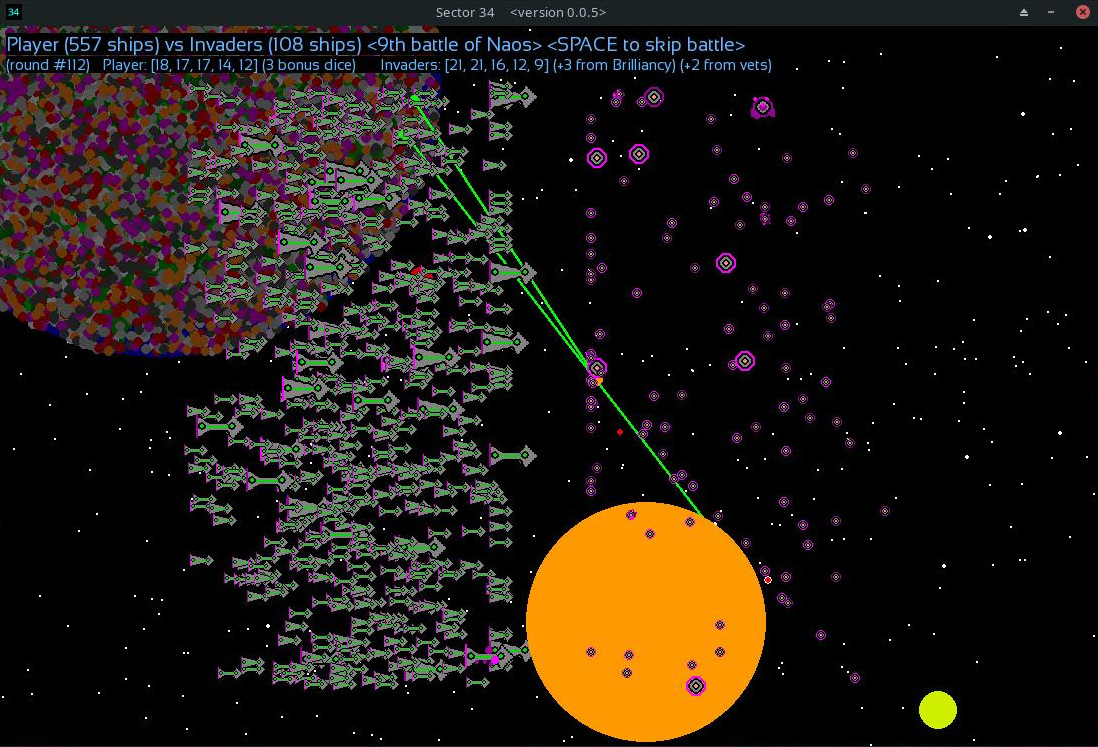 34
Sector 34 <version 0.0.5>
Player (557 ships) vs Invaders (108 ships) <9th battle of Naos> <SPACE to skip battle>
(round #112) Player: [18, 17, 17, 14, 12] (3 bonus dice) Invaders: [21, 21, 16, 12, 9] (+3 from Brilliancy) (+2 from vets)